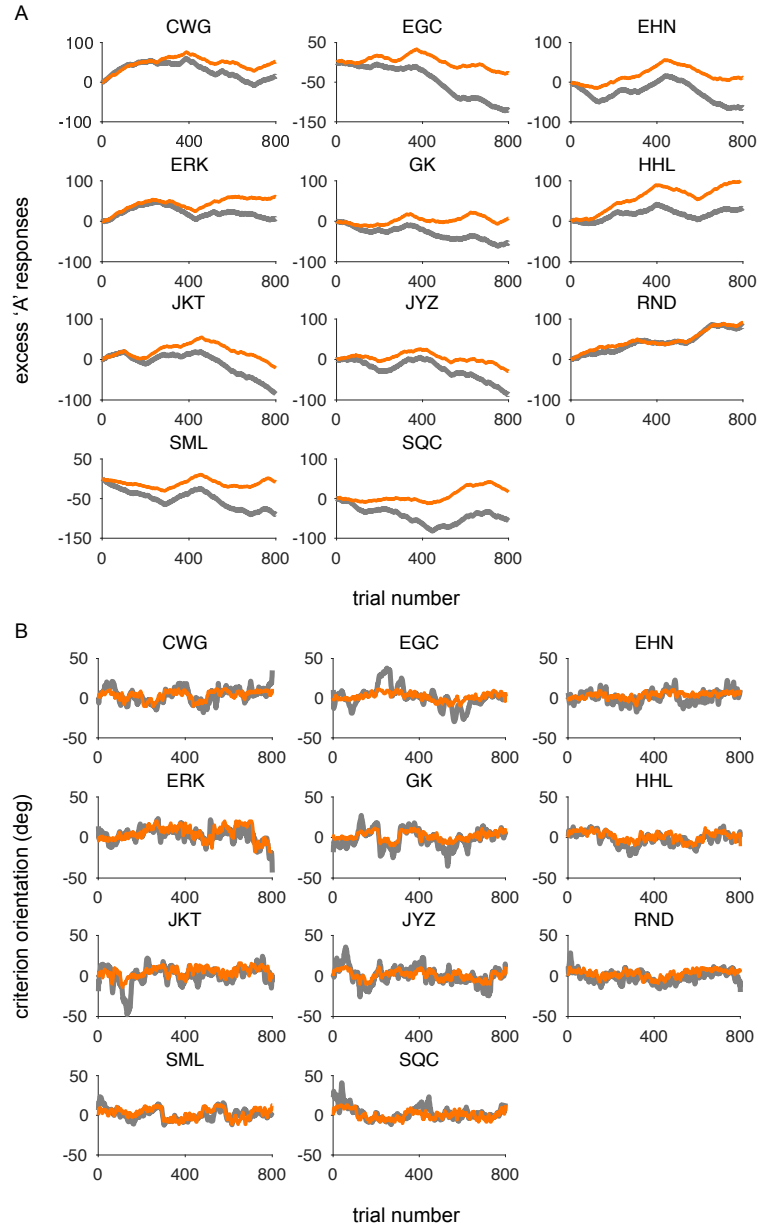 A
CWG EGC EHN
100 50 100
0 -50 0
-100 -150 -100
0 400 800 0 400 800 0 400 800
ERK GK HHL
100 100 100
0 0 0
-100 -100 -100
0 400 800 0 400 800 0 400 800
JKT JYZ RND
100 100 100
0 0 0
-100 -100 -100
0 400 800 0 400 800 0 400 800
SML SQC
50 100
-50 0
-150 -100
0 400 800 0 400 800
excess ‘A’ responses
trial number
B
CWG EGC EHN
50 50 50
0 0 0
-50 -50 -50
0 400 800 0 400 800 0 400 800
ERK GK HHL
50 50 50
0 0 0
-50 -50 -50
0 400 800 0 400 800 0 400 800
JKT JYZ RND
50 50 50
0 0 0
-50 -50 -50
0 400 800 0 400 800 0 400 800
SML SQC
50 50
0 0
-50 -50
0 400 800 0 400 800
criterion orientation (deg)
trial number